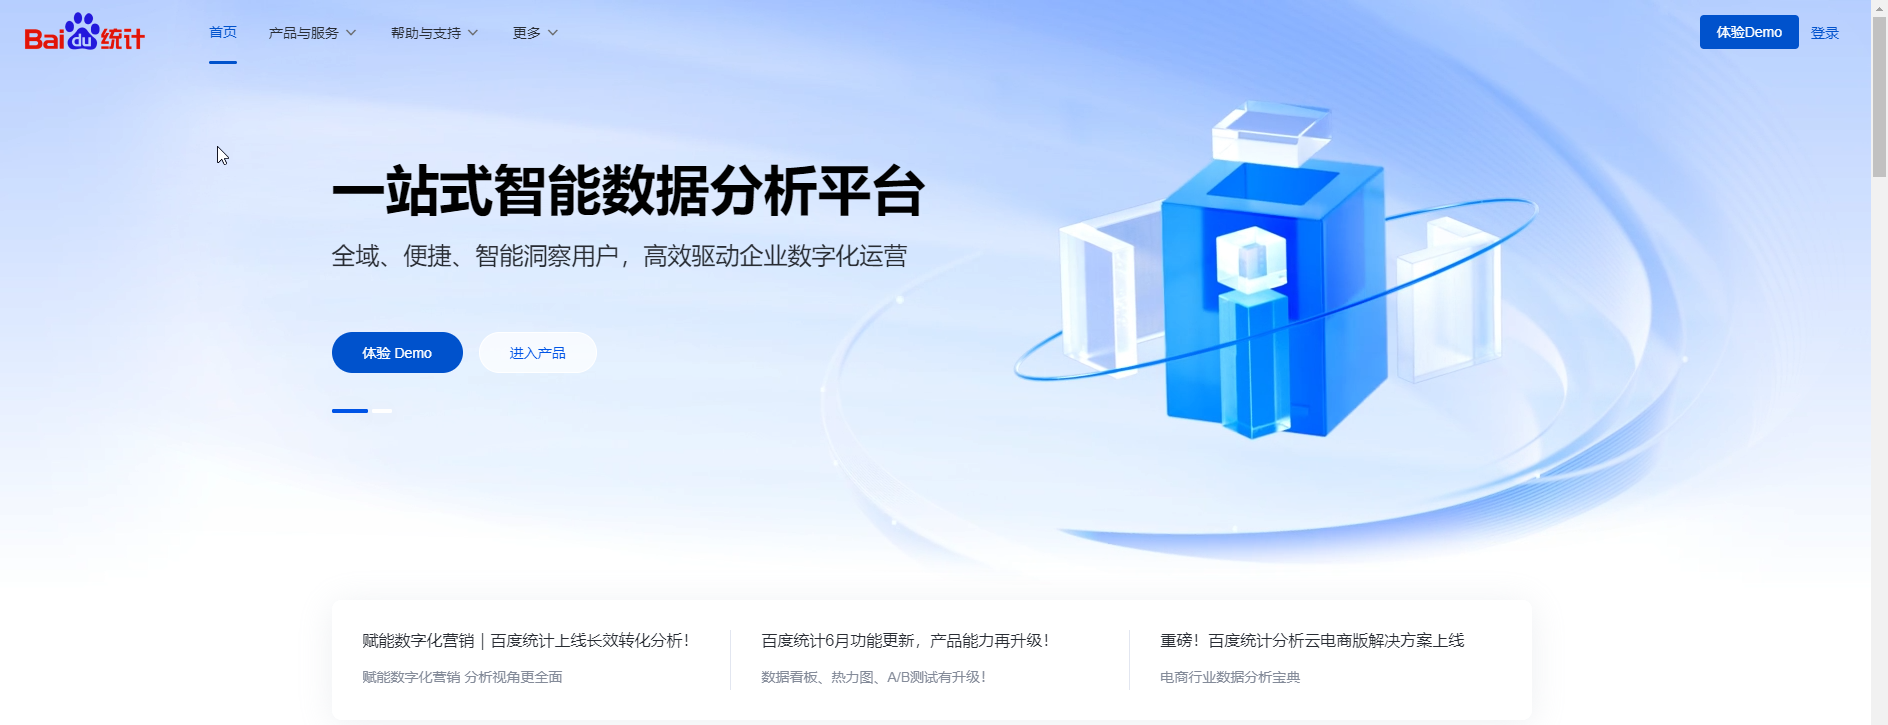 Baidu统计
首页 产品与服务 帮助与支持 更多 体验Demo 登录
一站式智能数据分析平台
全域、便捷、智能洞察用户，高效驱动企业数字化运营
体验 Demo 进入产品
赋能数字化营销 | 百度统计上线长效转化分析！
赋能数字化营销 分析视角更全面
百度统计6月功能更新，产品能力再升级！
数据看板、热力图、A/B测试有升级！
重磅！百度统计分析云电商版解决方案上线
电商行业数据分析宝典